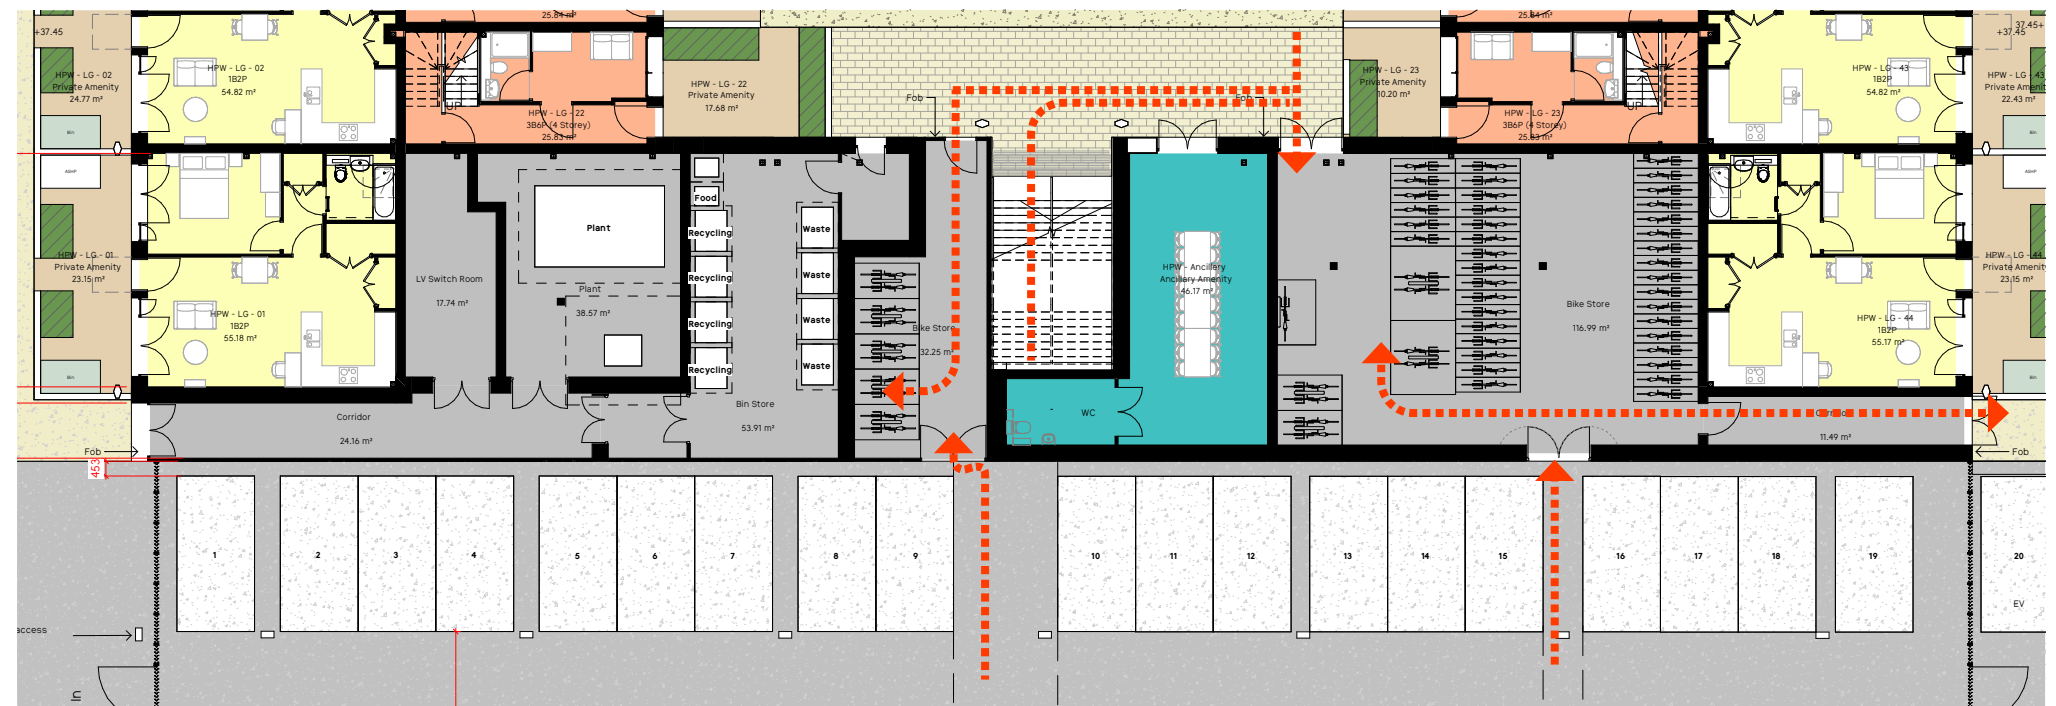 25.84 m²
25.84 m²
+37.45
37.45+
+37.45
HPW - LG - 02
1B2P
54.82 m²
HPW - LG - 02
Private Amenity
24.77 m²
Bin
UP
HPW - LG - 22
3B6P (4 Storey)
25.83 m²
HPW - LG - 22
Private Amenity
17.68 m²
Fob
Fob
HPW - LG - 23
Private Amenity
10.20 m²
HPW - LG - 23
3B6P (4 Storey)
25.83 m²
UP
HPW - LG - 43
1B2P
54.82 m²
HPW - LG - 43
Private Amenity
22.43 m²
Bin
ASHP
ASHP
HPW - LG - 01
Private Amenity
23.15 m²
HPW - LG - 01
1B2P
55.18 m²
Bin
LV Switch Room
17.74 m²
Plant
Plant
38.57 m²
Food
Recycling
Recycling
Recycling
Recycling
Waste
Waste
Waste
Waste
Bin Store
53.91 m²
Bike Store
32.25 m²
HPW - Ancillery
Ancillary Amenity
46.17 m²
WC
Bike Store
116.99 m²
HPW - LG - 44
1B2P
55.17 m²
HPW - LG - 44
Private Amenity
23.15 m²
Bin
Corridor
24.16 m²
Corridor
11.49 m²
Fob
Fob
453
1
2
3
4
5
6
7
8
9
10
11
12
13
14
15
16
17
18
19
20
EV
access
In